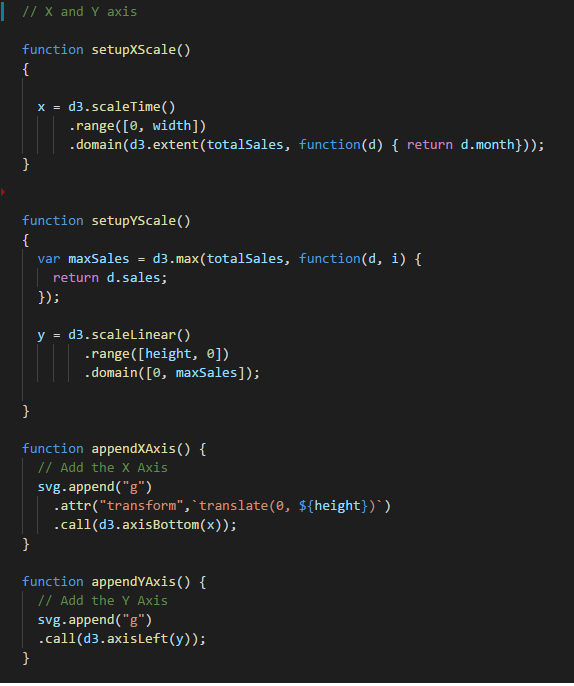 // X and Y axis
function setupXScale()
{
x = d3.scaleTime()
.range([0, width])
.domain(d3.extent(totalSales, function(d) { return d.month}));
}
function setupYScale()
{
var maxSales = d3.max(totalSales, function(d, i) {
return d.sales;
});
y = d3.scaleLinear()
.range([height, 0])
.domain([0, maxSales]);
}
function appendXAxis() {
// Add the X Axis
svg.append("g")
.attr("transform",`translate(0, ${height})`)
.call(d3.axisBottom(x));
}
function appendYAxis() {
// Add the Y Axis
svg.append("g")
.call(d3.axisLeft(y));
}